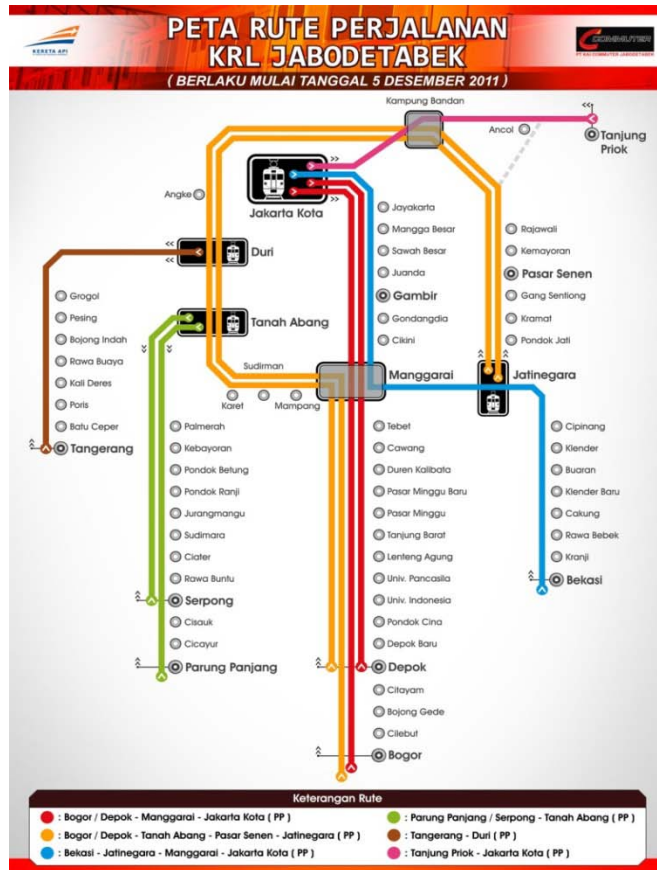 PETA RUTE PERJALANAN
KRL JABODETABEK
( BERLAKU MULAI TANGGAL 5 DESEMBER 2011 )
KERETA API
COMMUTER
PT KAI COMMUTER JABODETABEK
Kampung Bandan
Ancol
Tanjung
Priok
Angke
Jakarta Kota
Duri
Tanah Abang
Jayakarta
Mangga Besar
Sawah Besar
Juanda
Gambir
Gondangdia
Cikini
Rajawali
Kemayoran
Pasar Senen
Gang Sentiong
Kramat
Pondok Jati
Grogol
Pesing
Bojong Indah
Rawa Buaya
Kali Deres
Poris
Batu Ceper
Tangerang
Sudirman
Karet
Mampang
Manggarai
Jatinegara
Palmerah
Kebayoran
Pondok Betung
Pondok Ranji
Jurangmangu
Sudimara
Ciater
Rawa Buntu
Serpong
Cisauk
Cicayur
Parung Panjang
Tebet
Cawang
Duren Kalibata
Pasar Minggu Baru
Pasar Minggu
Tanjung Barat
Lenteng Agung
Univ. Pancasila
Univ. Indonesia
Pondok Cina
Depok Baru
Depok
Citayam
Bojong Gede
Cilebut
Bogor
Cipinang
Klender
Buaran
Klender Baru
Cakung
Rawa Bebek
Kranji
Bekasi
Keterangan Rute
: Bogor / Depok - Manggarai - Jakarta Kota ( PP )
: Bogor / Depok - Tanah Abang - Pasar Senen - Jatinegara ( PP )
: Bekasi - Jatinegara - Manggarai - Jakarta Kota ( PP )
: Parung Panjang / Serpong - Tanah Abang ( PP )
: Tangerang - Duri ( PP )
: Tanjung Priok - Jakarta Kota ( PP )